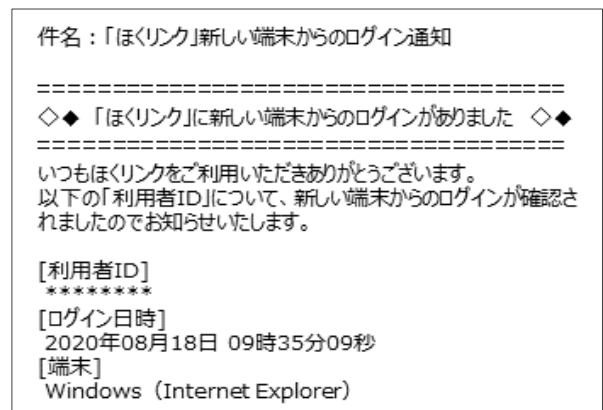 件名：「ほくリンク」新しい端末からのログイン通知
===================================
◇◆ 「ほくリンク」に新しい端末からのログインがありました ◇◆
===================================
いつもほくリンクをご利用いただきありがとうございます。
以下の「利用者ID」について、新しい端末からのログインが確認さ
れましたのでお知らせいたします。
[利用者ID]
********
[ログイン日時]
2020年08月18日 09時35分09秒
[端末]
Windows（Internet Explorer）